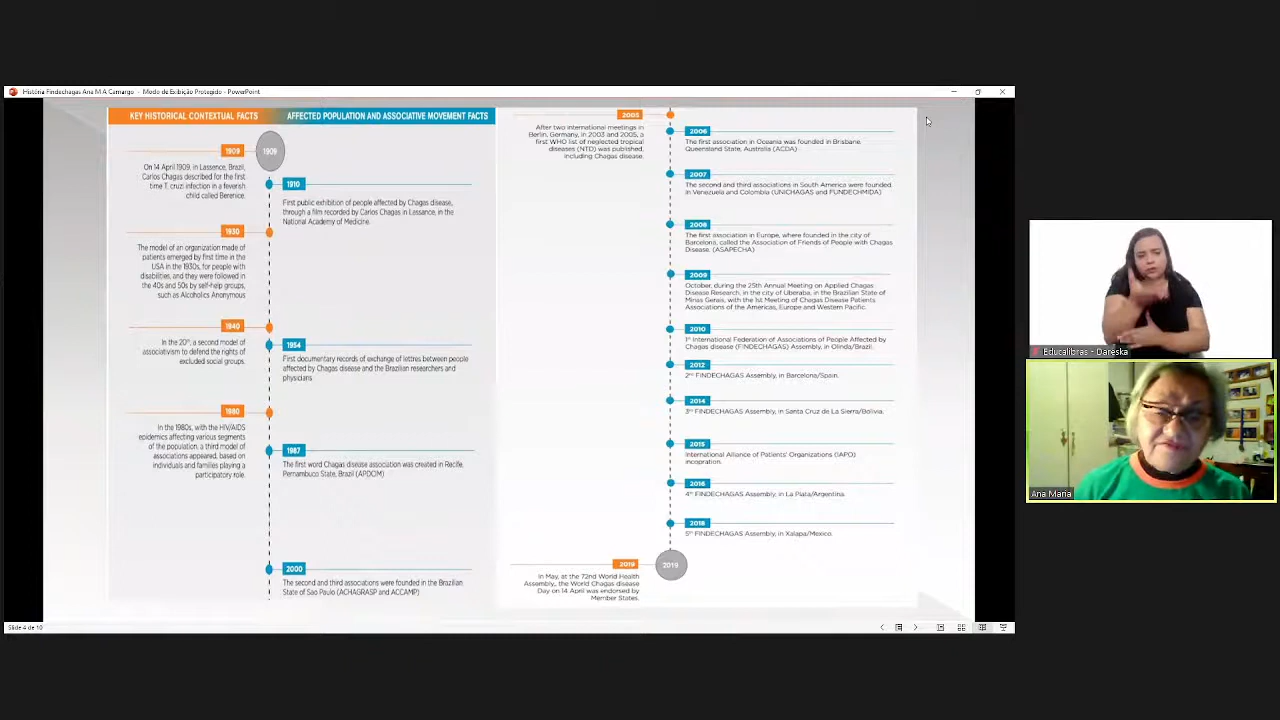 História Findechagas Ana M A Camargo - Modo de Exibição Protegido - PowerPoint
KEY HISTORICAL CONTEXTUAL FACTS
AFFECTED POPULATION AND ASSOCIATIVE MOVEMENT FACTS
1909
1909
On 14 April 1909, in Lassence, Brazil,
Carlos Chagas described for the first
time T. cruzi infection in a feverish
child called Berenice.
1910
First public exhibition of people affected by Chagas disease,
through a film recorded by Carlos Chagas in Lassance, in the
National Academy of Medicine.
1930
The model of an organization made of
patients emerged by first time in the
USA in the 1930s, for people with
disabilities, and they were followed in
the 40s and 50s by self-help groups,
such as Alcoholics Anonymous
1940
In the 20th, a second model of
associativism to defend the rights of
excluded social groups.
1954
First documentary records of exchange of lettres between people
affected by Chagas disease and the Brazilian researchers and
physicians
1980
In the 1980s, with the HIV/AIDS
epidemics affecting various segments
of the population, a third model of
associations appeared, based on
individuals and families playing a
participatory role.
1987
The first word Chagas disease association was created in Recife,
Pernambuco State, Brazil (APDCIM)
2000
The second and third associations were founded in the Brazilian
State of Sao Paulo (ACHAGRASP and ACCAMP)
2005
After two international meetings in
Berlin, Germany, in 2003 and 2005, a
first WHO list of neglected tropical
diseases (NTD) was published,
including Chagas disease.
2006
The first association in Oceania was founded in Brisbane,
Queensland State, Australia (ACDA)
2007
The second and third associations in South America were founded
in Venezuela and Colombia (UNICHAGAS and FUNDECHMIDA)
2008
The first association in Europe, where founded in the city of
Barcelona, called the Association of Friends of People with Chagas
Disease. (ASAPECHA)
2009
October, during the 25th Annual Meeting on Applied Chagas
Disease Research, in the city of Uberaba, in the Brazilian State of
Minas Gerais, with the 1st Meeting of Chagas Disease Patients
Associations of the Americas, Europe and Western Pacific.
2010
1st International Federation of Associations of People Affected by
Chagas disease (FINDECHAGAS) Assembly, in Olinda/Brazil.
2012
2nd FINDECHAGAS Assembly, in Barcelona/Spain.
2014
3rd FINDECHAGAS Assembly, in Santa Cruz de La Sierra/Bolivia.
2015
International Alliance of Patients' Organizations (IAPO)
incopration.
2016
4th FINDECHAGAS Assembly, in La Plata/Argentina.
2018
5th FINDECHAGAS Assembly, in Xalapa/Mexico.
2019
2019
In May, at the 72nd World Health
Assembly,, the World Chagas disease
Day on 14 April was endorsed by
Member States.
Slide 4 de 10
Educalibras - Dareska
Ana Maria